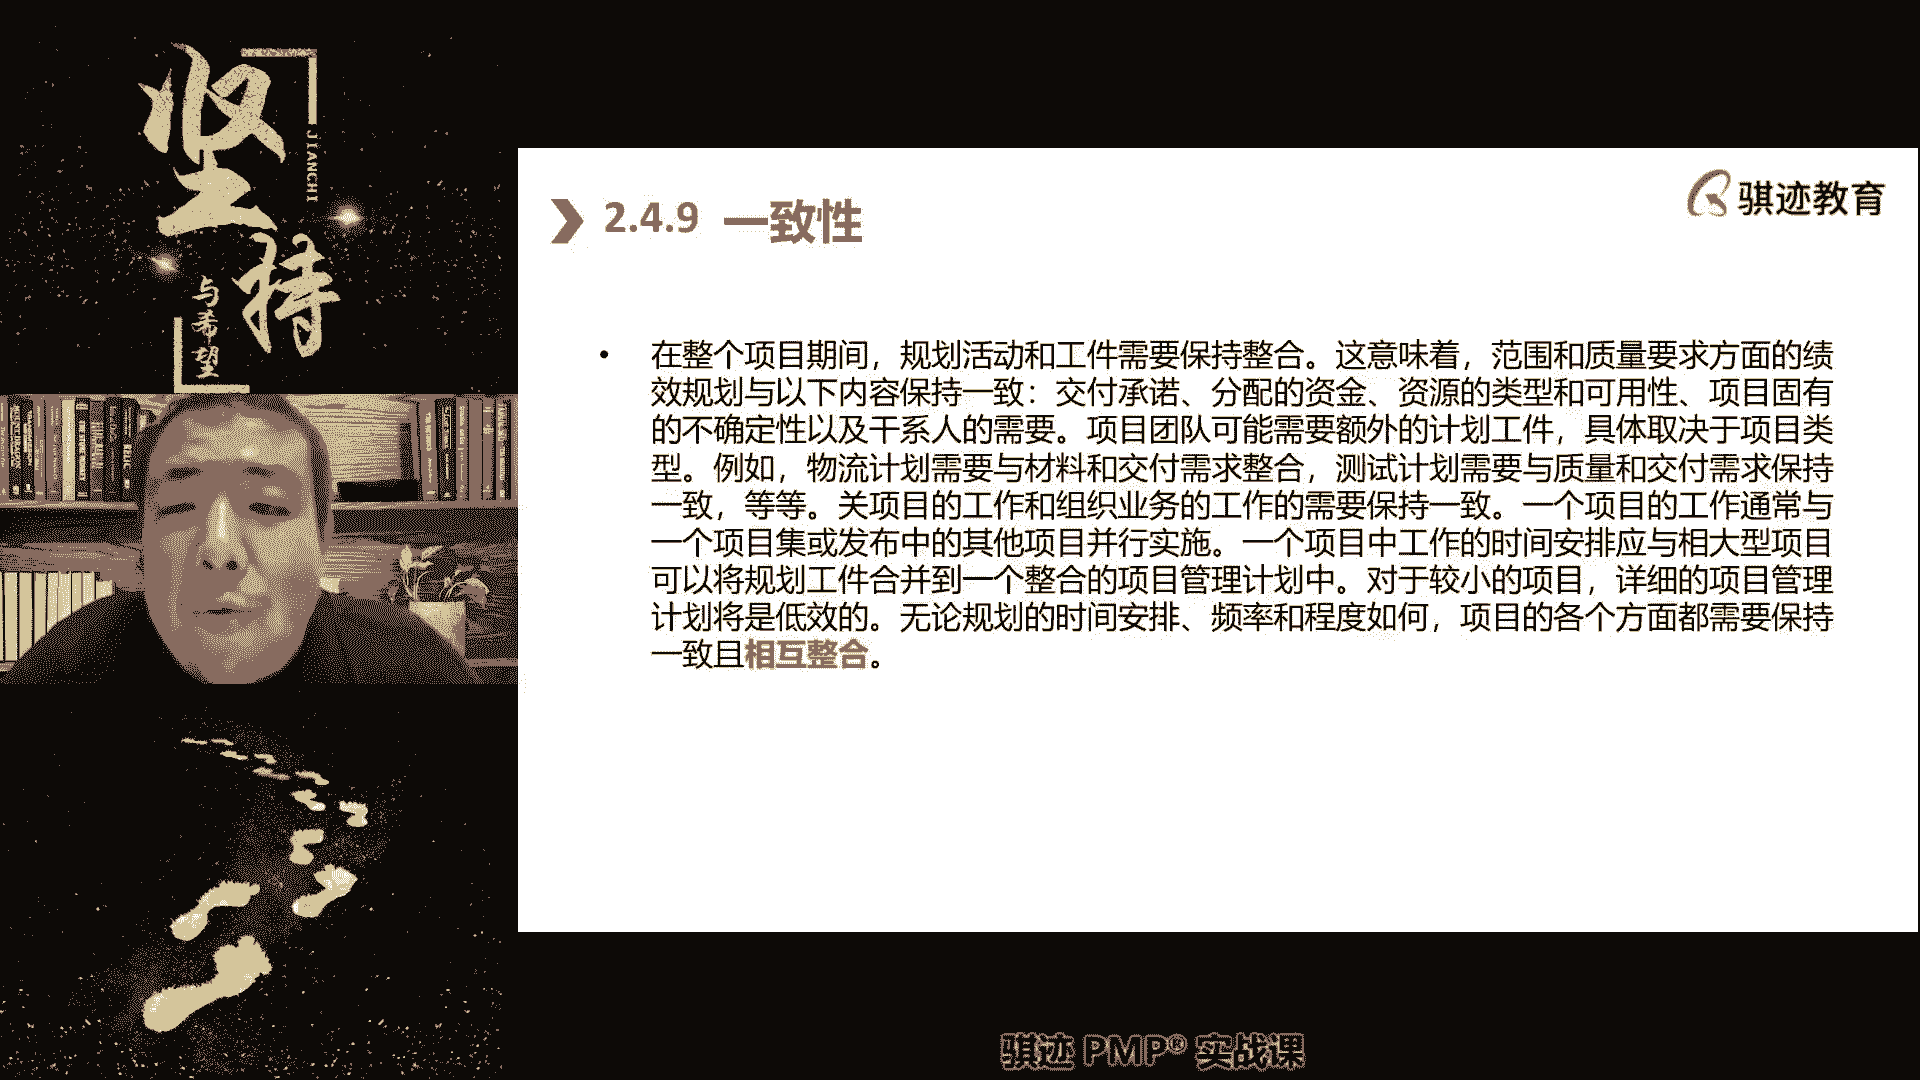 坚持
JIANCHI
与希望
骐迹教育
2.4.9 一致性
• 在整个项目期间，规划活动和工件需要保持整合。这意味着，范围和质量要求方面的绩
效规划与以下内容保持一致：交付承诺、分配的资金、资源的类型和可用性、项目固有
的不确定性以及干系人的需要。项目团队可能需要额外的计划工件，具体取决于项目类
型。例如，物流计划需要与材料和交付需求整合，测试计划需要与质量和交付需求保持
一致，等等。关项目的工作和组织业务的工作的需要保持一致。一个项目的工作通常与
一个项目集或发布中的其他项目并行实施。一个项目中工作的时间安排应与相大型项目
可以将规划工件合并到一个整合的项目管理计划中。对于较小的项目，详细的项目管理
计划将是低效的。无论规划的时间安排、频率和程度如何，项目的各个方面都需要保持
一致且相互整合。
骐迹 PMP® 实战课